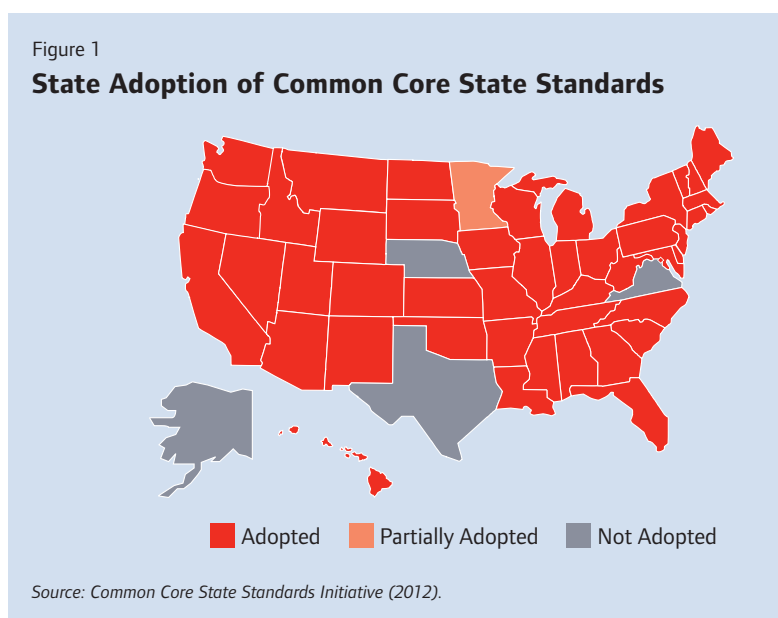 Figure 1
State Adoption of Common Core State Standards
Adopted
Partially Adopted
Not Adopted
Source: Common Core State Standards Initiative (2012).